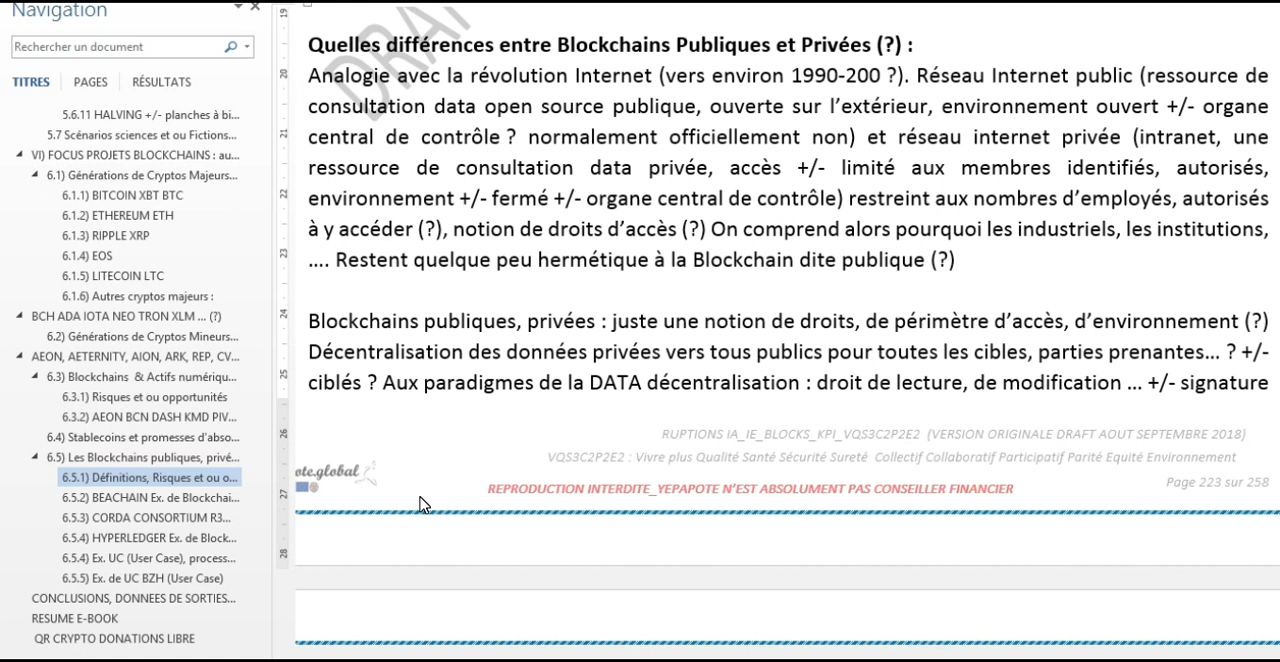 Navigation
Rechercher un document
TITRES PAGES RÉSULTATS
5.6.11 HALVING +/- planches à bi...
5.7 Scénarios sciences et ou Fictions...
VI) FOCUS PROJETS BLOCKCHAINS : au...
6.1) Générations de Cryptos Majeurs...
6.1.1) BITCOIN XBT BTC
6.1.2) ETHEREUM ETH
6.1.3) RIPPLE XRP
6.1.4) EOS
6.1.5) LITECOIN LTC
6.1.6) Autres cryptos majeurs :
BCH ADA IOTA NEO TRON XLM ... (?)
6.2) Générations de Cryptos Mineurs...
AEON, AETERNITY, AION, ARK, REP, CV...
6.3) Blockchains & Actifs numériqu...
6.3.1) Risques et ou opportunités
6.3.2) AEON BCN DASH KMD PIV...
6.4) Stablecoins et promesses d'abso...
6.5) Les Blockchains publiques, privé...
6.5.1) Définitions, Risques et ou o...
6.5.2) BEACHAIN Ex. de Blockchai...
6.5.3) CORDA CONSORTIUM R3...
6.5.4) HYPERLEDGER Ex. de Block...
6.5.4) Ex. UC (User Case), process...
6.5.5) Ex. de UC BZH (User Case)
CONCLUSIONS, DONNEES DE SORTIES...
RESUME E-BOOK
QR CRYPTO DONATIONS LIBRE
19
20
21
22
23
24
25
26
27
28
DRAF
Quelles différences entre Blockchains Publiques et Privées (?) :
Analogie avec la révolution Internet (vers environ 1990-200 ?). Réseau Internet public (ressource de
consultation data open source publique, ouverte sur l'extérieur, environnement ouvert +/- organe
central de contrôle ? normalement officiellement non) et réseau internet privée (intranet, une
ressource de consultation data privée, accès +/- limité aux membres identifiés, autorisés,
environnement +/- fermé +/- organe central de contrôle) restreint aux nombres d'employés, autorisés
à y accéder (?), notion de droits d'accès (?) On comprend alors pourquoi les industriels, les institutions,
.... Restent quelque peu hermétique à la Blockchain dite publique (?)
Blockchains publiques, privées : juste une notion de droits, de périmètre d'accès, d'environnement (?)
Décentralisation des données privées vers tous publics pour toutes les cibles, parties prenantes... ? +/-
ciblés ? Aux paradigmes de la DATA décentralisation : droit de lecture, de modification ... +/- signature
RUPTIONS IA_IE_BLOCKS_KPI_VQS3C2P2E2 (VERSION ORIGINALE DRAFT AOUT SEPTEMBRE 2018)
VQS3C2P2E2 : Vivre plus Qualité Santé Sécurité Sureté Collectif Collaboratif Participatif Parité Equité Environnement
ote.global
REPRODUCTION INTERDITE_YEPAPOTE N'EST ABSOLUMENT PAS CONSEILLER FINANCIER
Page 223 sur 258